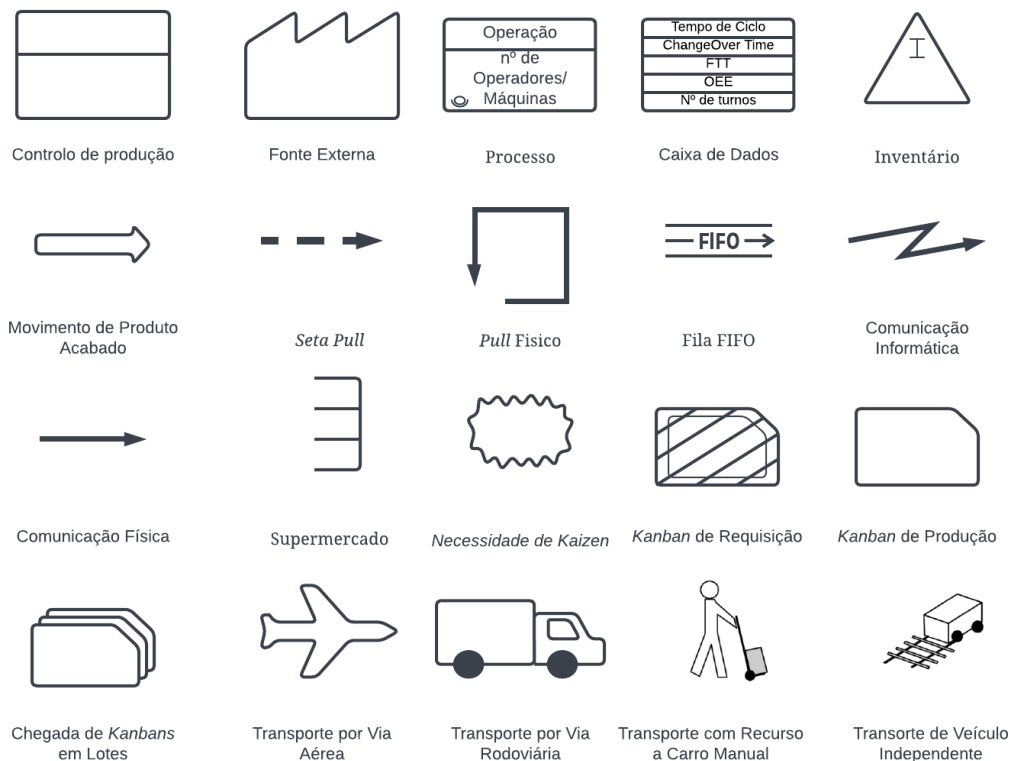 Operação
nº de
Operadores/
Máquinas
Tempo de Ciclo
ChangeOver Time
FTT
OEE
Nº de turnos
I
Controlo de produção
Fonte Externa
Processo
Caixa de Dados
Inventário
FIFO
Movimento de Produto
Acabado
Seta Pull
Pull Fisico
Fila FIFO
Comunicação
Informática
Comunicação Física
Supermercado
Necessidade de Kaizen
Kanban de Requisição
Kanban de Produção
Chegada de Kanbans
em Lotes
Transporte por Via
Aérea
Transporte por Via
Rodoviária
Transporte com Recurso
a Carro Manual
Transorte de Veículo
Independente